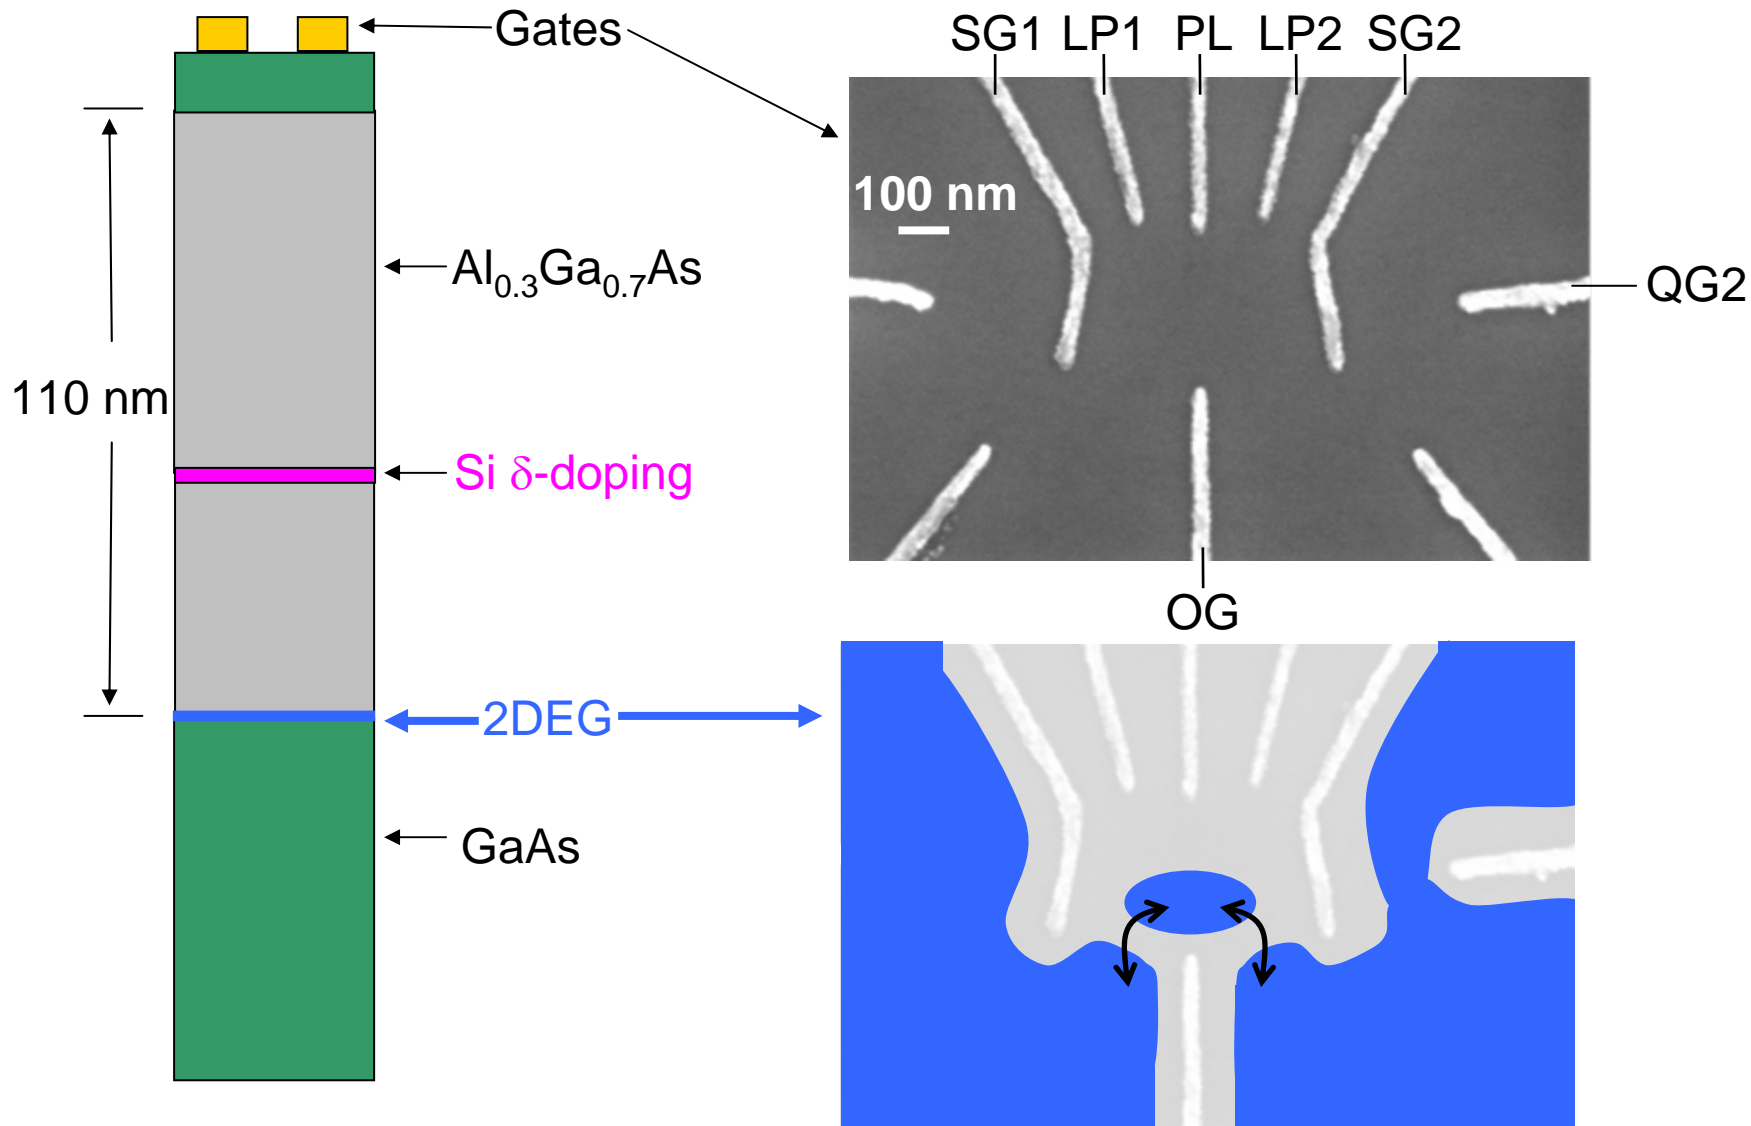 Gates
SG1 LP1 PL LP2 SG2
100 nm
Al0.3Ga0.7As
QG2
110 nm
Si δ-doping
OG
2DEG
GaAs